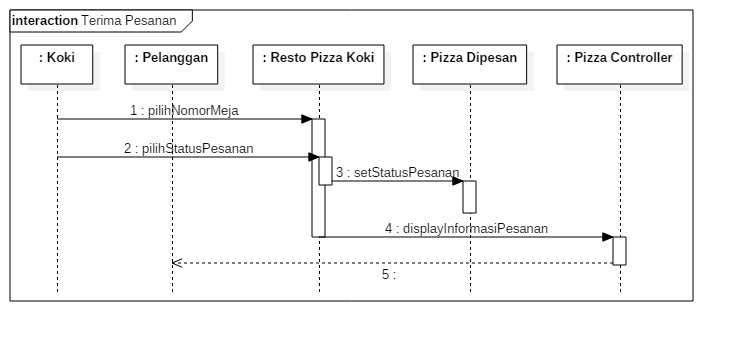 interaction Terima Pesanan
: Koki
: Pelanggan
: Resto Pizza Koki
: Pizza Dipesan
: Pizza Controller
1 : pilihNomorMeja
2 : pilihStatusPesanan
3 : setStatusPesanan
4 : displayInformasiPesanan
5 :